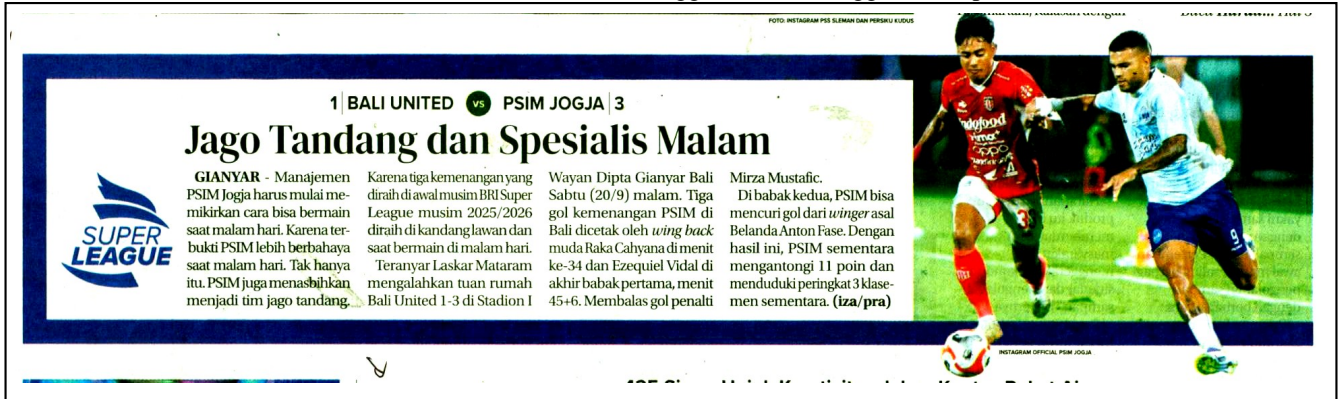 FOTO: INSTAGRAM PSS SLEMAN DAN PERSIKU KUDUS
1 BALI UNITED VS PSIM JOGJA 3
Jago Tandang dan Spesialis Malam
SUPER
LEAGUE
GIANYAR - Manajemen
PSIM Jogja harus mulai me-
mikirkan cara bisa bermain
saat malam hari. Karena ter-
bukti PSIM lebih berbahaya
saat malam hari. Tak hanya
itu. PSIM juga menasbihkan
menjadi tim jago tandang.
Karena tiga kemenangan yang
diraih di awal musim BRI Super
League musim 2025/2026
diraih di kandang lawan dan
saat bermain di malam hari.
Teranyar Laskar Mataram
mengalahkan tuan rumah
Bali United 1-3 di Stadion I
Wayan Dipta Gianyar Bali
Sabtu (20/9) malam. Tiga
gol kemenangan PSIM di
Bali dicetak oleh wing back
muda Raka Cahyana di menit
ke-34 dan Ezequiel Vidal di
akhir babak pertama, menit
45+6. Membalas gol penalti
Mirza Mustafic.
Di babak kedua, PSIM bisa
mencuri gol dari winger asal
Belanda Anton Fase. Dengan
hasil ini, PSIM sementara
mengantongi 11 poin dan
menduduki peringkat 3 klase-
men sementara. (iza/pra)
indofood
oppo
3
9
INSTAGRAM OFFICIAL PSIM JOGJA